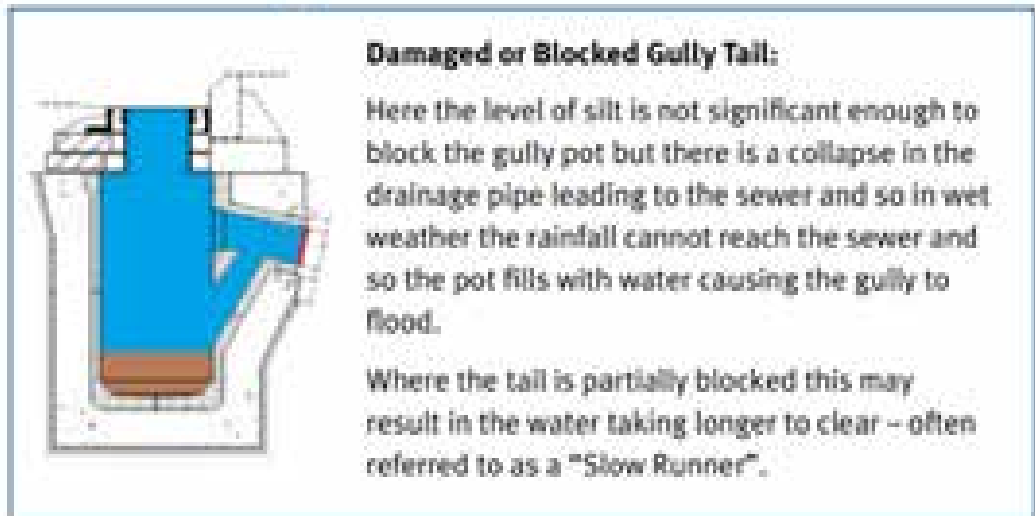 Damaged or Blocked Gully Tail:
Here the level of silt is not significant enough to
block the gully pot but there is a collapse in the
drainage pipe leading to the sewer and so in wet
weather the rainfall cannot reach the sewer and
so the pot fills with water causing the gully to
flood.
Where the tail is partially blocked this may
result in the water taking longer to clear – often
referred to as a "Slow Runner".